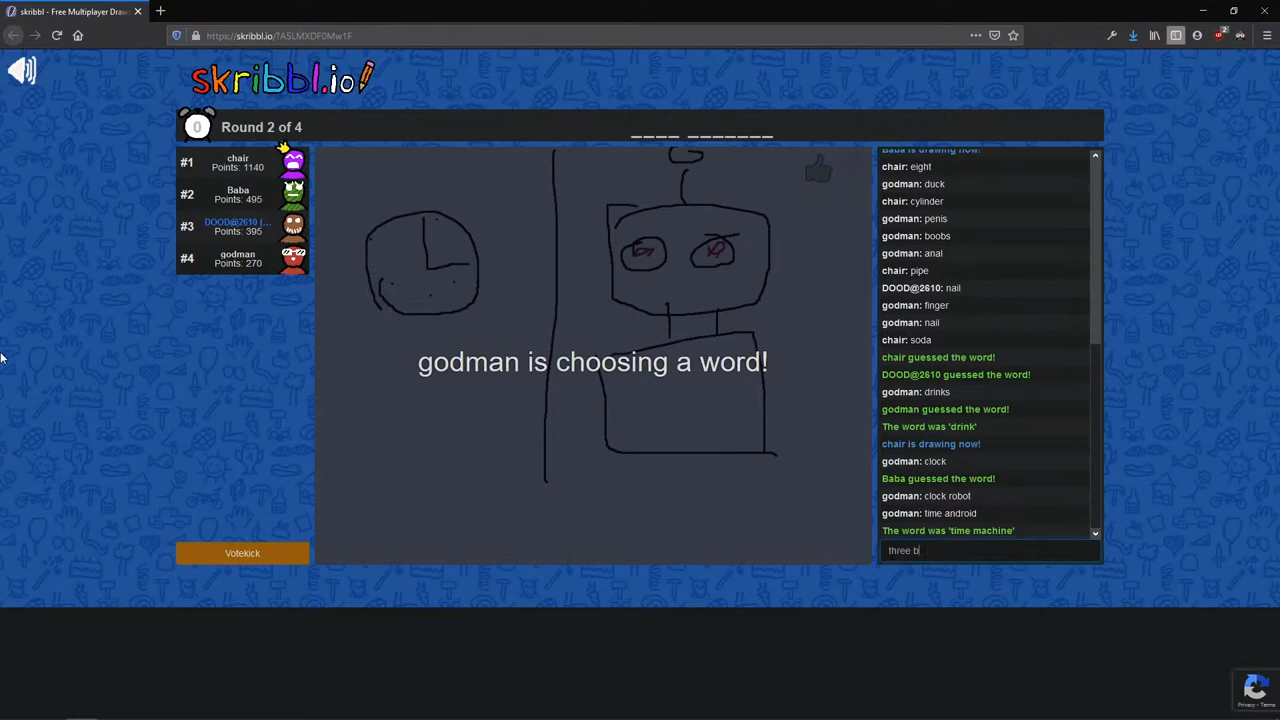 skribbl - Free Multiplayer Draw
https://skribbl.io/?A5LMXDF0Mw1F
2
skribbl.io
0
Round 2 of 4
____ _______
#1
chair
Points: 1140
#2
Baba
Points: 495
#3
DOOD@2610 (...
Points: 395
#4
godman
Points: 270
Votekick
godman is choosing a word!
Baba is drawing now!
chair: eight
godman: duck
chair: cylinder
godman: penis
godman: boobs
godman: anal
chair: pipe
DOOD@2610: nail
godman: finger
godman: nail
chair: soda
chair guessed the word!
DOOD@2610 guessed the word!
godman: drinks
godman guessed the word!
The word was 'drink'
chair is drawing now!
godman: clock
Baba guessed the word!
godman: clock robot
godman: time android
The word was 'time machine'
three b
Privacy - Terms